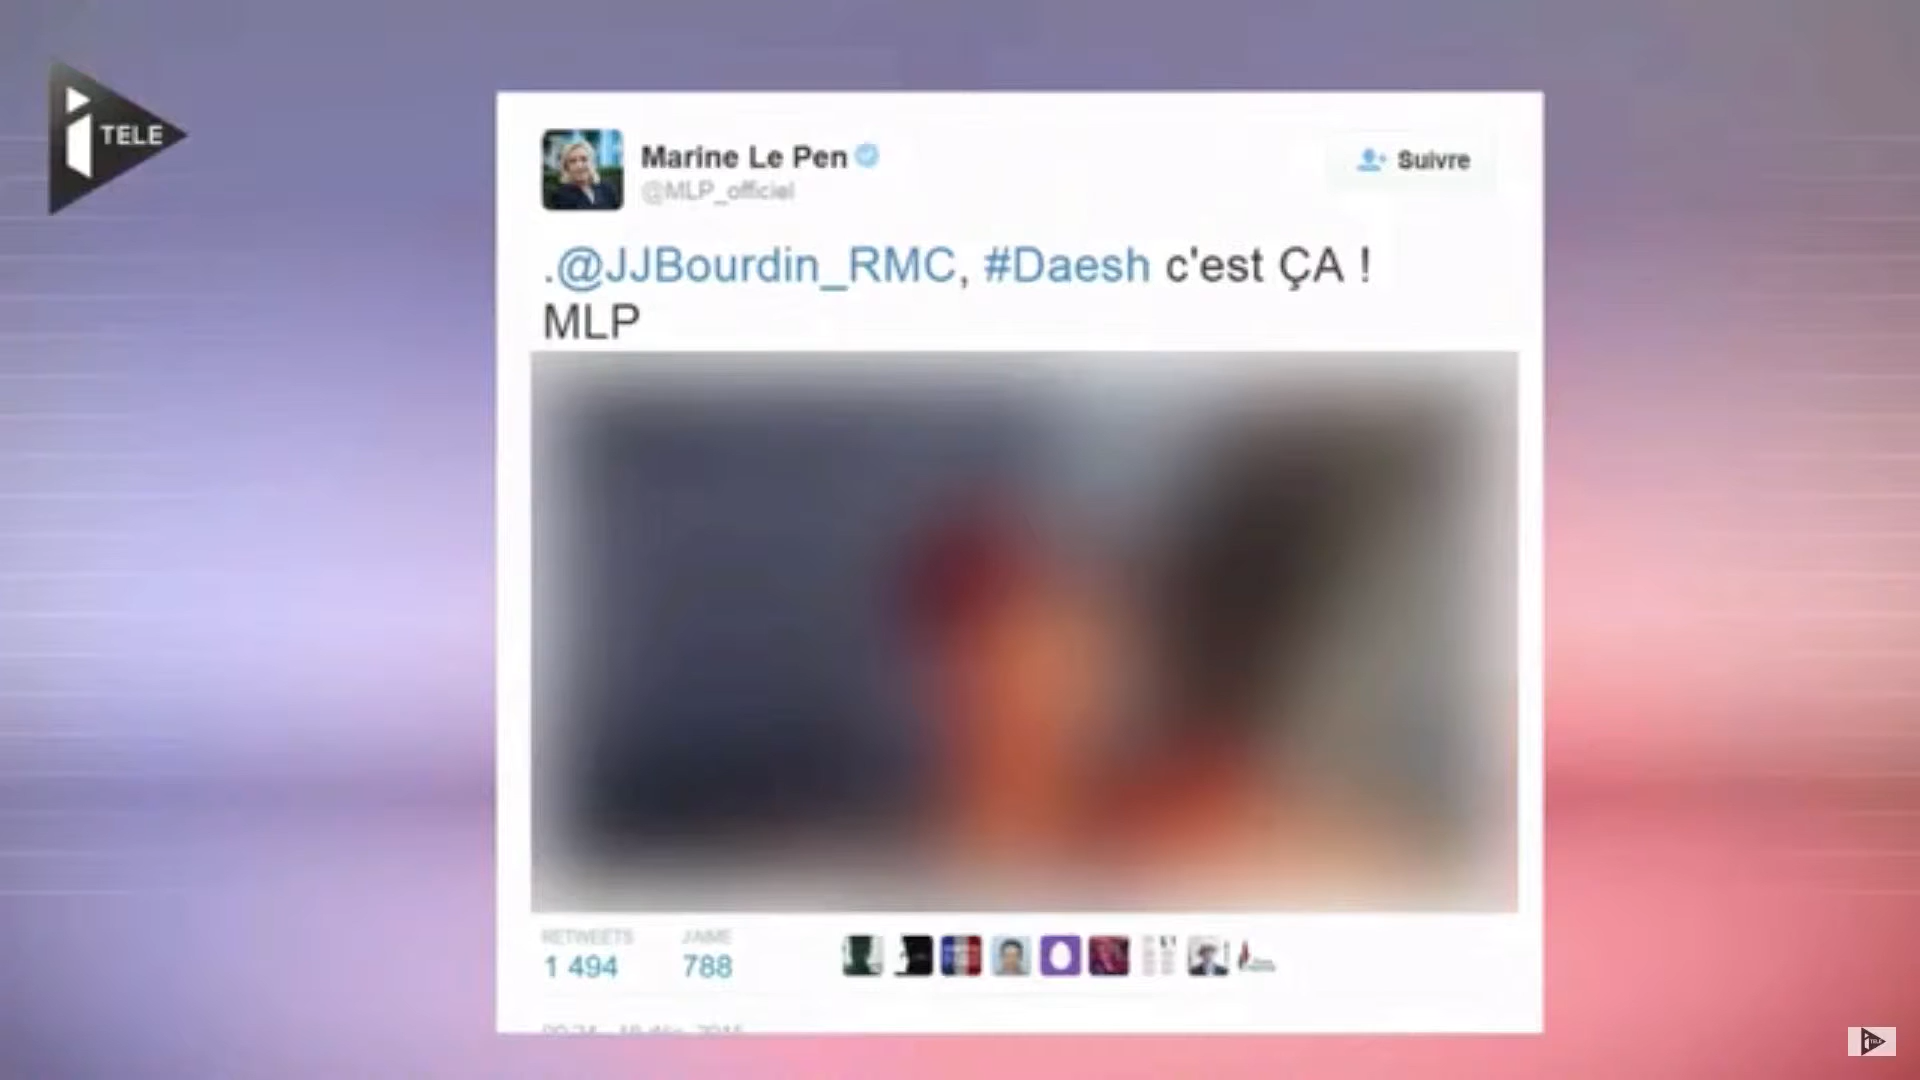 TELE
Marine Le Pen
@MLP_officiel
Suivre
.@JJBourdin_RMC, #Daesh c'est ÇA !
MLP
RETWEETS J'AIME
1 494 788